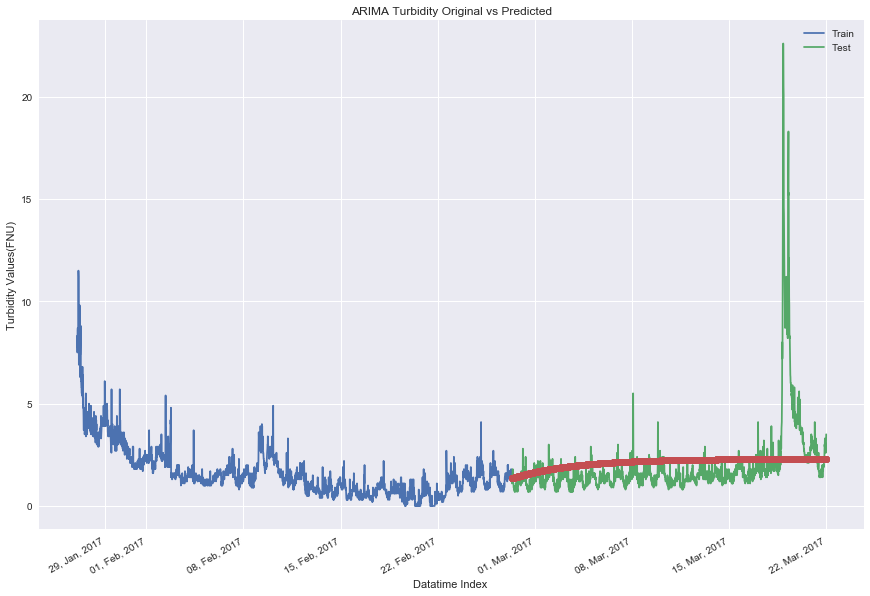 ARIMA Turbidity Original vs Predicted
Train
Test
20
15
10
5
0
Turbidity Values(FNU)
29, Jan, 2017
01, Feb, 2017
08, Feb, 2017
15, Feb, 2017
22, Feb, 2017
01, Mar, 2017
08, Mar, 2017
15, Mar, 2017
22, Mar, 2017
Datatime Index